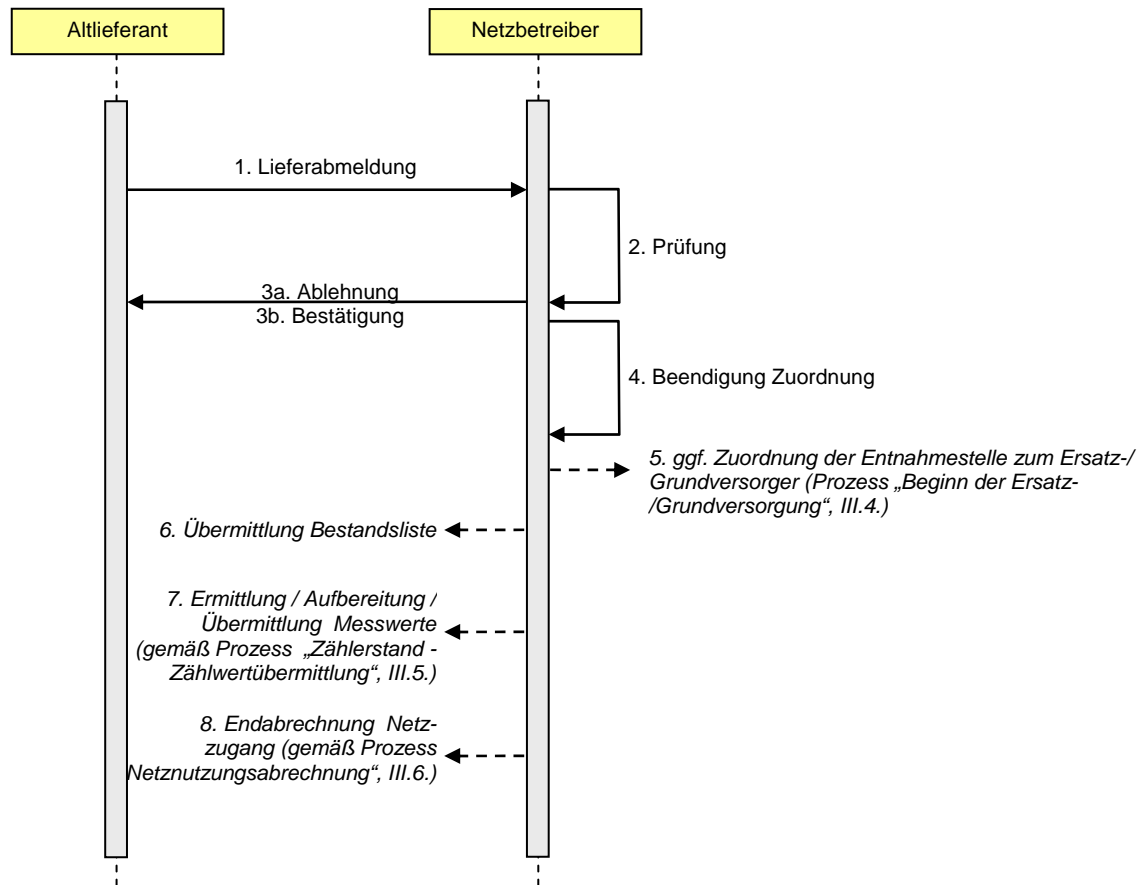 Altlieferant
Netzbetreiber
1. Lieferabmeldung
2. Prüfung
3a. Ablehnung
3b. Bestätigung
4. Beendigung Zuordnung
5. ggf. Zuordnung der Entnahmestelle zum Ersatz-/
Grundversorger (Prozess „Beginn der Ersatz-
/Grundversorgung“, III.4.)
6. Übermittlung Bestandsliste
7. Ermittlung / Aufbereitung /
Übermittlung Messwerte
(gemäß Prozess „Zählerstand -
Zählwertübermittlung“, III.5.)
8. Endabrechnung Netz-
zugang (gemäß Prozess
Netznutzungsabrechnung“, III.6.)